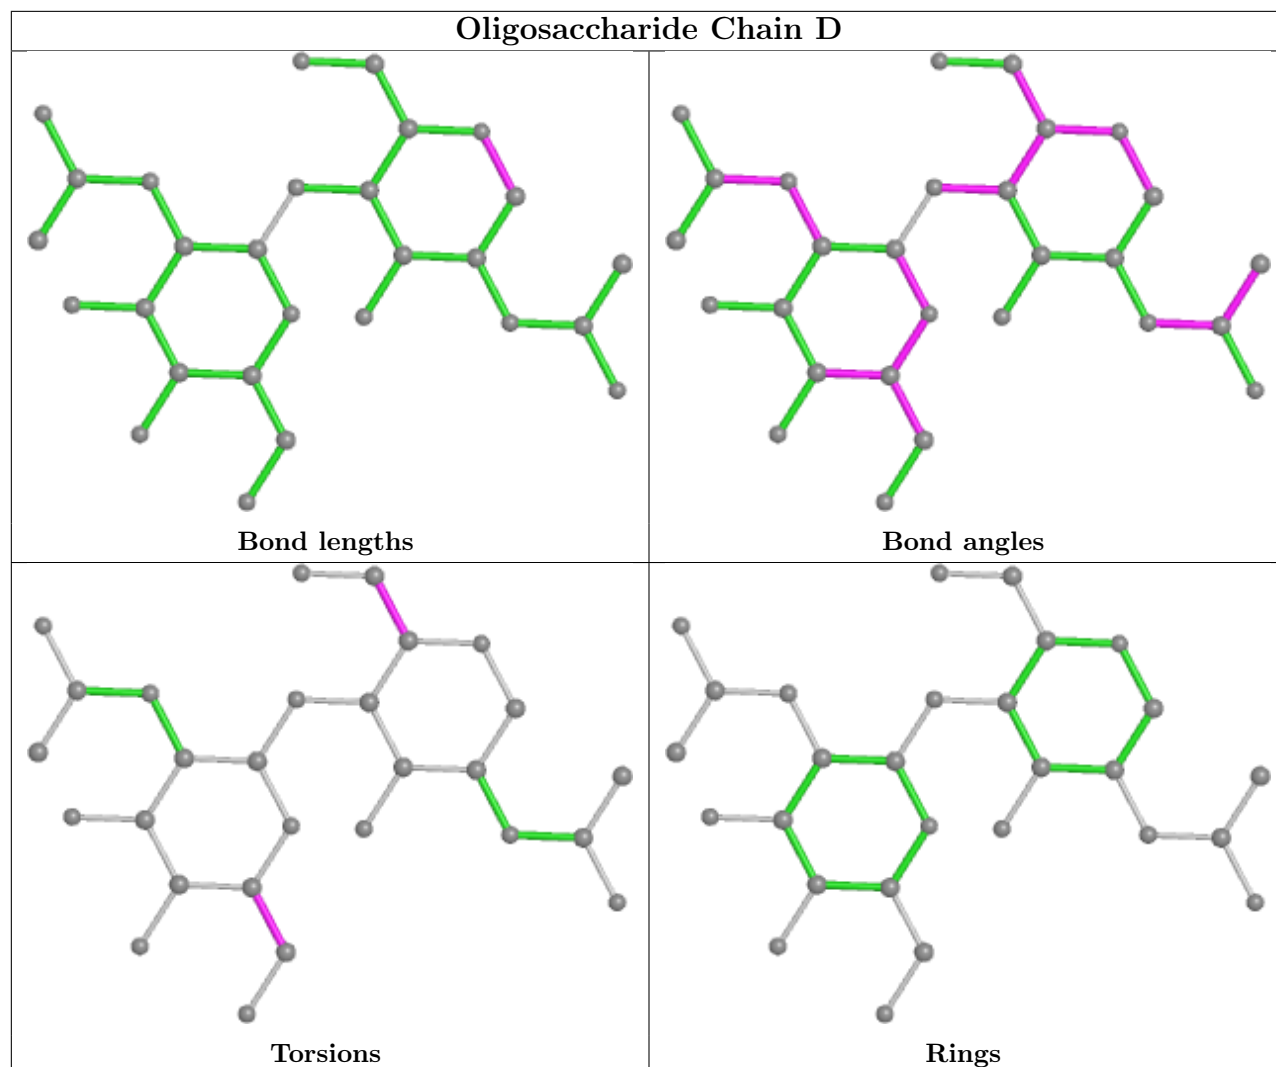 Oligosaccharide Chain D
Bond lengths
Bond angles
Torsions
Rings